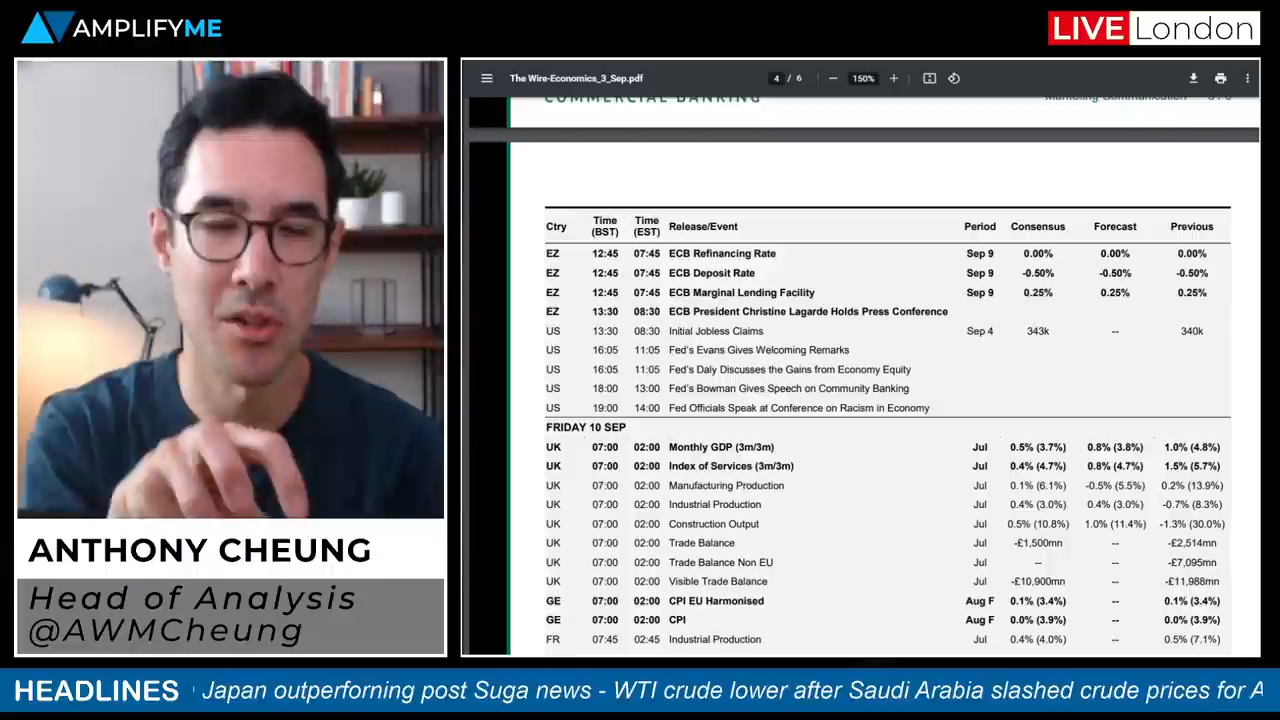 AMPLIFYME
LIVE London
The Wire-Economics_3_Sep.pdf
4 / 6
150%
COMMERCIAL BANKING
Ctry Time (BST) Time (EST) Release/Event Period Consensus Forecast Previous
EZ 12:45 07:45 ECB Refinancing Rate Sep 9 0.00% 0.00% 0.00%
EZ 12:45 07:45 ECB Deposit Rate Sep 9 -0.50% -0.50% -0.50%
EZ 12:45 07:45 ECB Marginal Lending Facility Sep 9 0.25% 0.25% 0.25%
EZ 13:30 08:30 ECB President Christine Lagarde Holds Press Conference
US 13:30 08:30 Initial Jobless Claims Sep 4 343k -- 340k
US 16:05 11:05 Fed's Evans Gives Welcoming Remarks
US 16:05 11:05 Fed's Daly Discusses the Gains from Economy Equity
US 18:00 13:00 Fed's Bowman Gives Speech on Community Banking
US 19:00 14:00 Fed Officials Speak at Conference on Racism in Economy
FRIDAY 10 SEP
UK 07:00 02:00 Monthly GDP (3m/3m) Jul 0.5% (3.7%) 0.8% (3.8%) 1.0% (4.8%)
UK 07:00 02:00 Index of Services (3m/3m) Jul 0.4% (4.7%) 0.8% (4.7%) 1.5% (5.7%)
UK 07:00 02:00 Manufacturing Production Jul 0.1% (6.1%) -0.5% (5.5%) 0.2% (13.9%)
UK 07:00 02:00 Industrial Production Jul 0.4% (3.0%) 0.4% (3.0%) -0.7% (8.3%)
UK 07:00 02:00 Construction Output Jul 0.5% (10.8%) 1.0% (11.4%) -1.3% (30.0%)
UK 07:00 02:00 Trade Balance Jul -£1,500mn -- -£2,514mn
UK 07:00 02:00 Trade Balance Non EU Jul -- -- -£7,095mn
UK 07:00 02:00 Visible Trade Balance Jul -£10,900mn -- -£11,988mn
GE 07:00 02:00 CPI EU Harmonised Aug F 0.1% (3.4%) -- 0.1% (3.4%)
GE 07:00 02:00 CPI Aug F 0.0% (3.9%) -- 0.0% (3.9%)
FR 07:45 02:45 Industrial Production Jul 0.4% (4.0%) -- 0.5% (7.1%)
ANTHONY CHEUNG
Head of Analysis
@AWMCheung
HEADLINES Japan outperforning post Suga news - WTI crude lower after Saudi Arabia slashed crude prices for